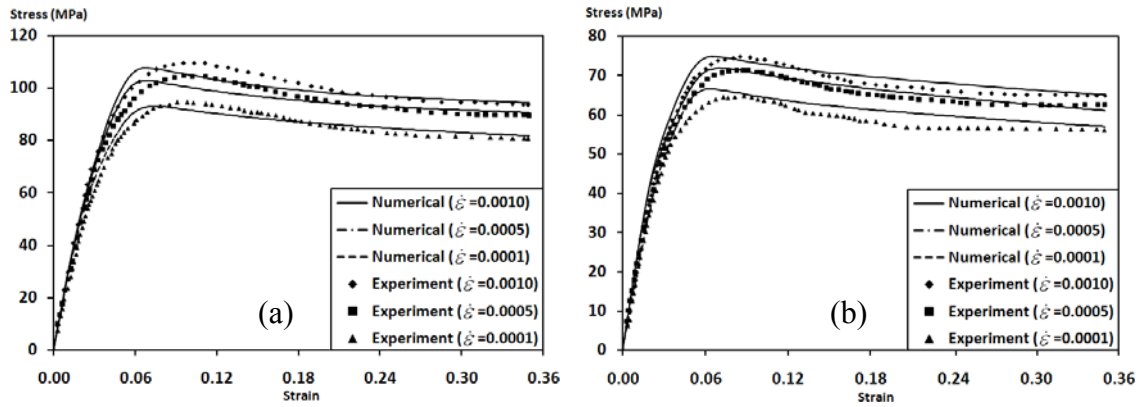 Stress (MPa)
120
100
80
60
40
20
0
0.00 0.06 0.12 0.18 0.24 0.30 0.36
Strain
Numerical (ε̇ =0.0010)
Numerical (ε̇ =0.0005)
Numerical (ε̇ =0.0001)
Experiment (ε̇ =0.0010)
Experiment (ε̇ =0.0005)
Experiment (ε̇ =0.0001)
(a)
Stress (MPa)
80
70
60
50
40
30
20
10
0
0.00 0.06 0.12 0.18 0.24 0.30 0.36
Strain
Numerical (ε̇ =0.0010)
Numerical (ε̇ =0.0005)
Numerical (ε̇ =0.0001)
Experiment (ε̇ =0.0010)
Experiment (ε̇ =0.0005)
Experiment (ε̇ =0.0001)
(b)